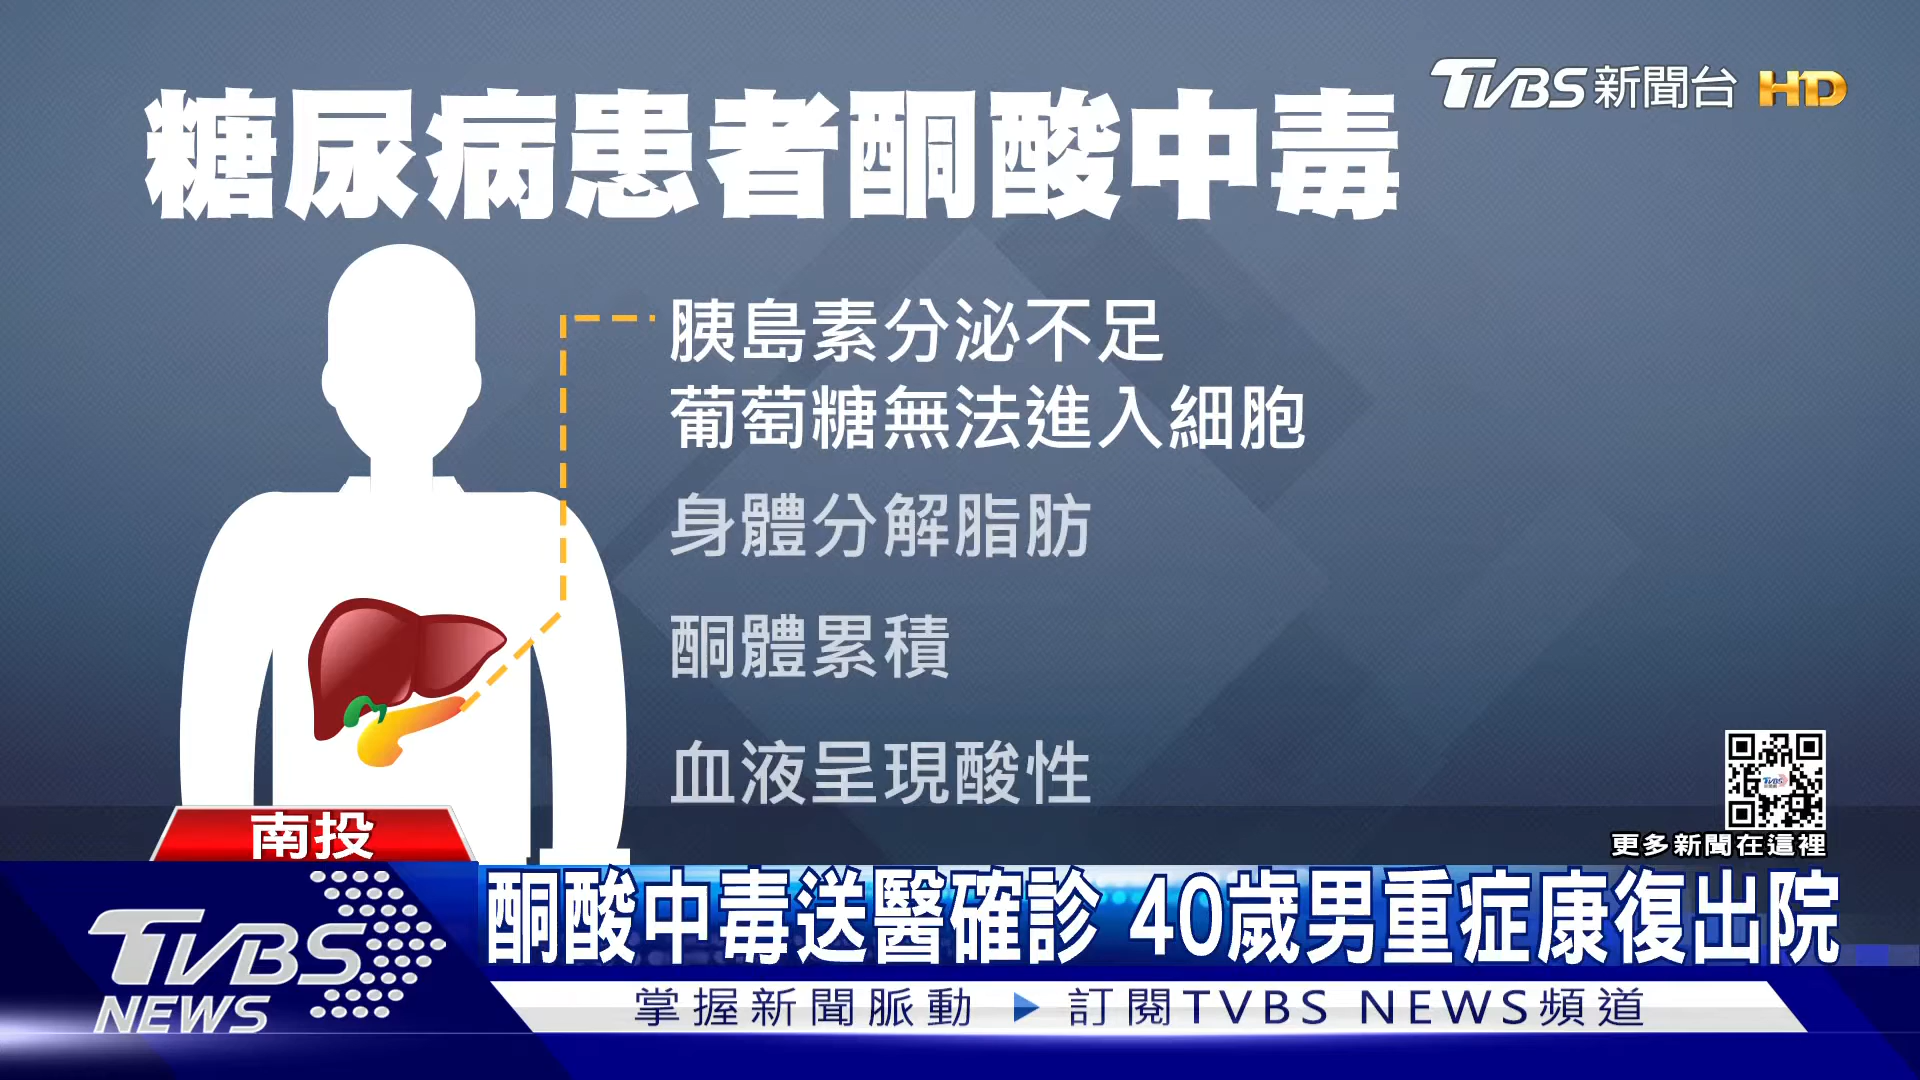 糖尿病患者酮酸中毒
TVBS新聞台 HD
胰島素分泌不足
葡萄糖無法進入細胞
身體分解脂肪
酮體累積
血液呈現酸性
TVBS
更多新聞在這裡
南投
酮酸中毒送醫確診 40歲男重症康復出院
TVBS
NEWS
掌握新聞脈動 ▶ 訂閱TVBS NEWS頻道